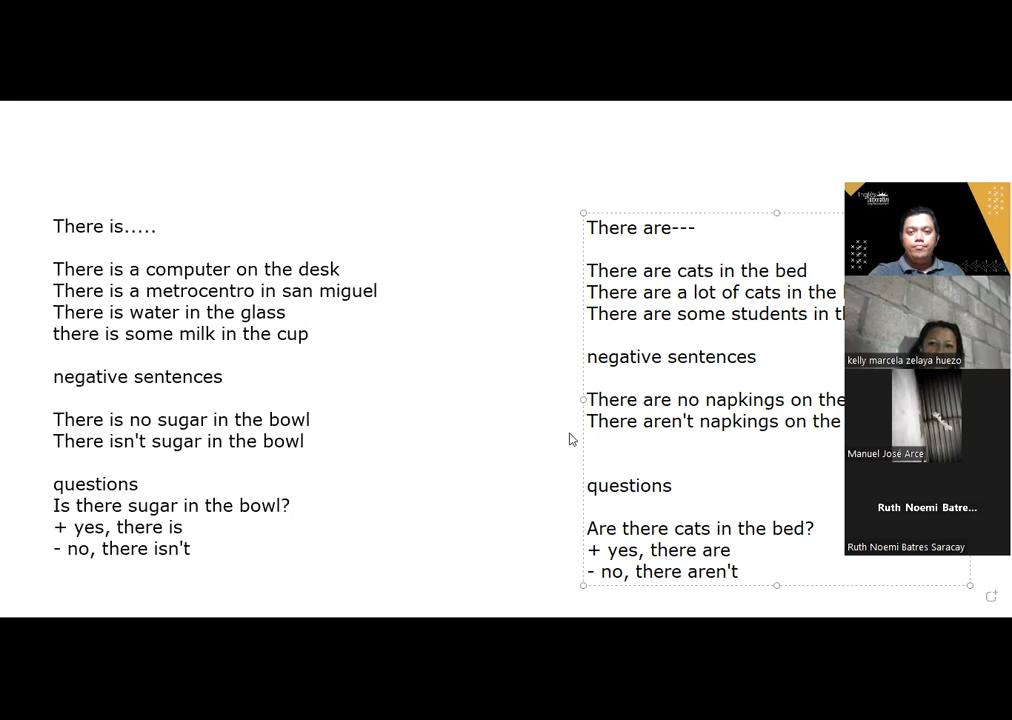 There is.....
There is a computer on the desk
There is a metrocentro in san miguel
There is water in the glass
there is some milk in the cup
negative sentences
There is no sugar in the bowl
There isn't sugar in the bowl
questions
Is there sugar in the bowl?
+ yes, there is
- no, there isn't
There are---
There are cats in the bed
There are a lot of cats in the
There are some students in
negative sentences
There are no napkings on the
There aren't napkings on the
questions
Are there cats in the bed?
+ yes, there are
- no, there aren't
Inglés
kelly marcela zelaya huezo
Manuel José Arce
Ruth Noemi Batre...
Ruth Noemi Batres Saracay